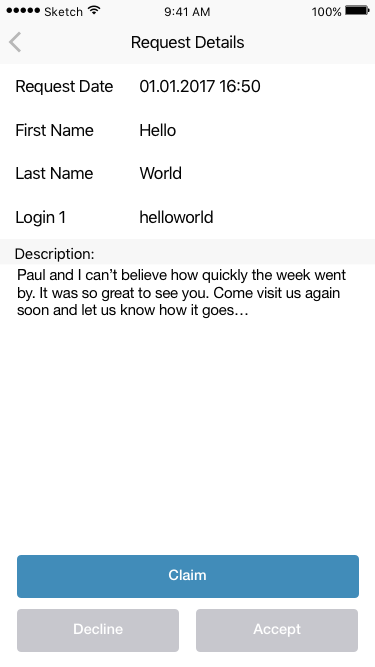 Sketch 9:41 AM 100%
Request Details
Request Date 01.01.2017 16:50
First Name Hello
Last Name World
Login 1 helloworld
Description:
Paul and I can’t believe how quickly the week went
by. It was so great to see you. Come visit us again
soon and let us know how it goes…
Claim
Decline Accept